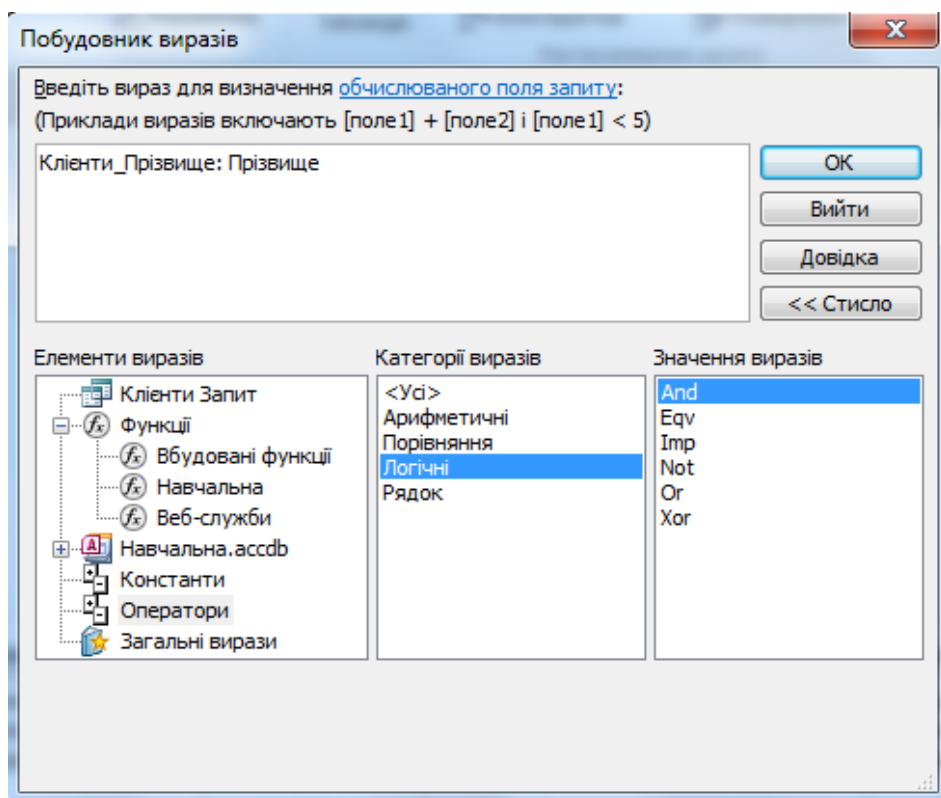 Побудовник виразів
Введіть вираз для визначення обчислюваного поля запиту:
(Приклади виразів включають [поле1] + [поле2] і [поле1] < 5)
Клієнти_Прізвище: Прізвище
ОК
Вийти
Довідка
<< Стисло
Елементи виразів
Клієнти Запит
Функції
Вбудовані функції
Навчальна
Веб-служби
Навчальна.accdb
Константи
Оператори
Загальні вирази
Категорії виразів
<Усі>
Арифметичні
Порівняння
Логічні
Рядок
Значення виразів
And
Eqv
Imp
Not
Or
Xor